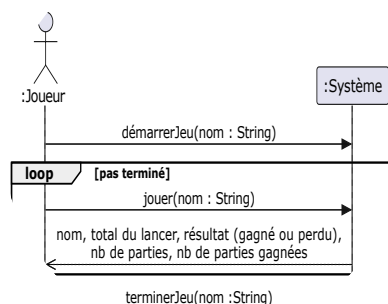 :Joueur
:Système
démarrerJeu(nom : String)
loop [pas terminé]
jouer(nom : String)
nom, total du lancer, résultat (gagné ou perdu),
nb de parties, nb de parties gagnées
terminerJeu(nom :String)